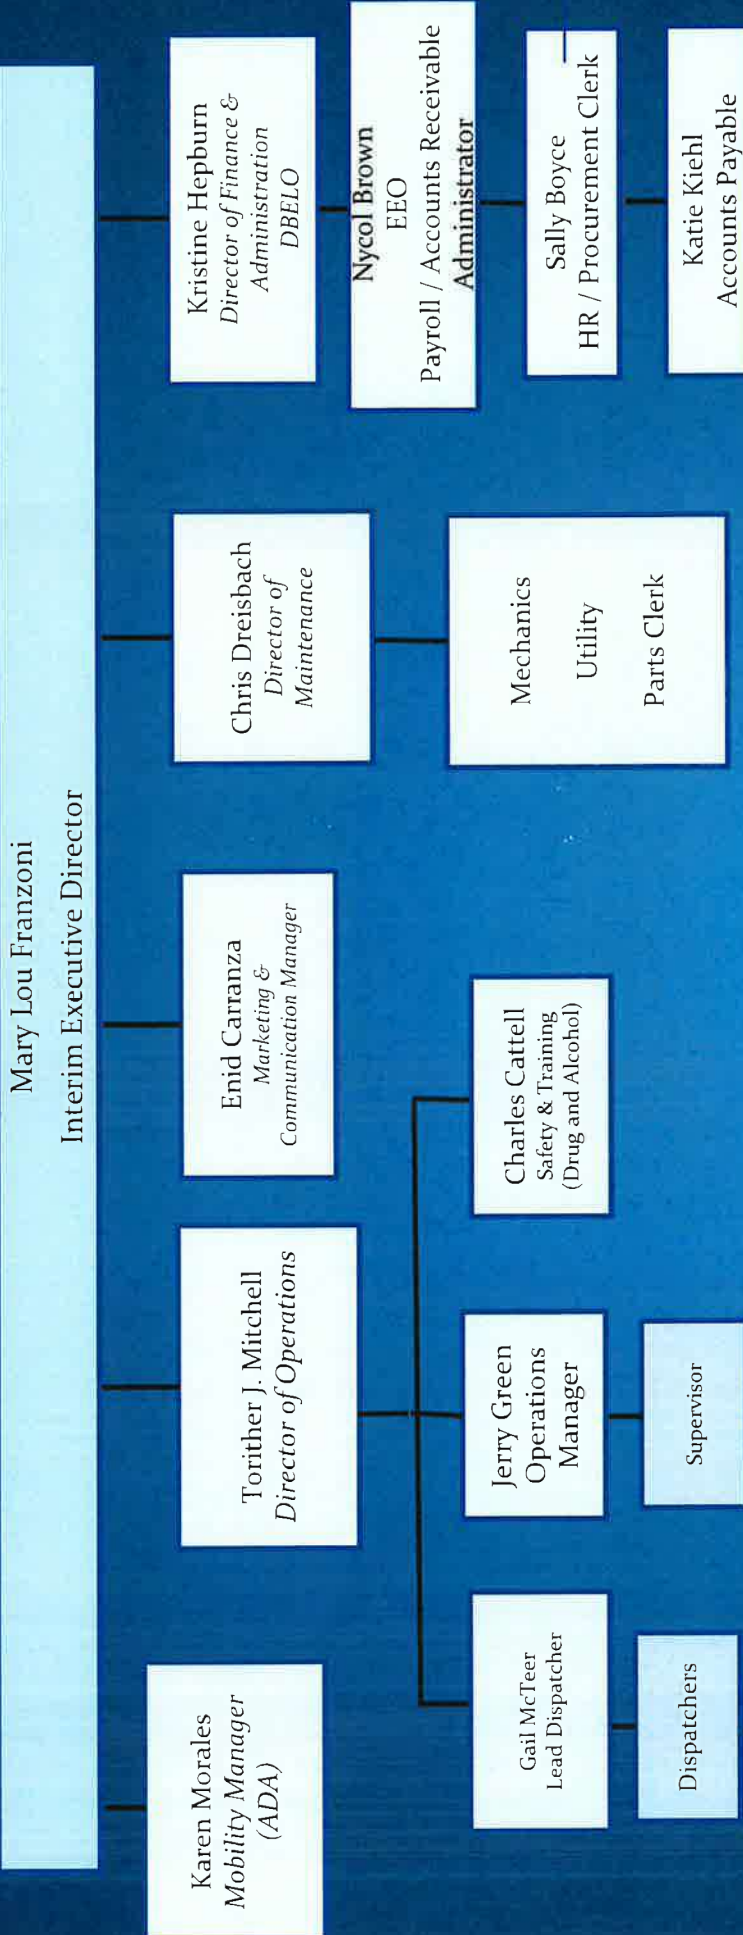 Mary Lou Franzoni
Interim Executive Director
Karen Morales
Mobility Manager
(ADA)
Torither J. Mitchell
Director of Operations
Enid Carranza
Marketing &
Communication Manager
Chris Dreisbach
Director of
Maintenance
Kristine Hepburn
Director of Finance &
Administration
DBELO
Gail McTeer
Lead Dispatcher
Dispatchers
Jerry Green
Operations
Manager
Supervisor
Charles Cattell
Safety & Training
(Drug and Alcohol)
Mechanics
Utility
Parts Clerk
Nycol Brown
EEO
Payroll / Accounts Receivable
Administrator
Sally Boyce
HR / Procurement Clerk
Katie Kiehl
Accounts Payable